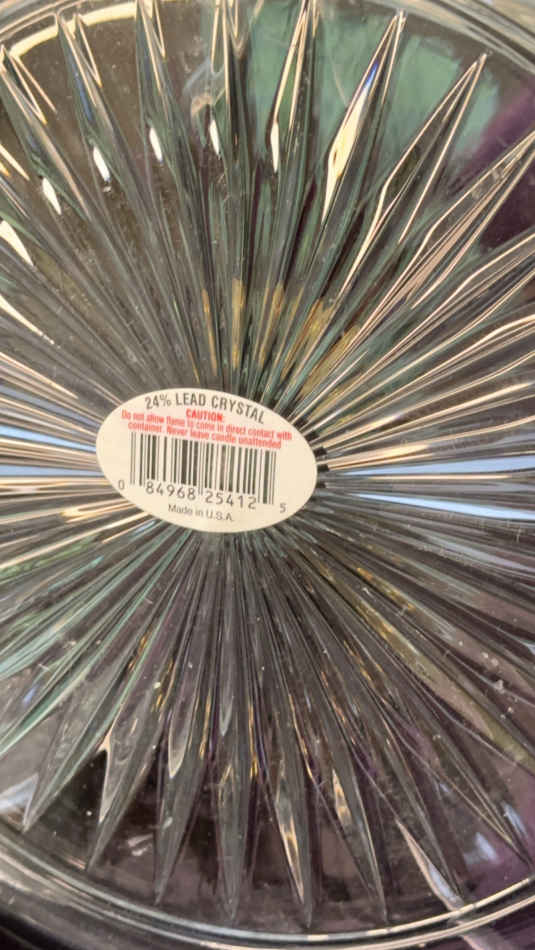 24% LEAD CRYSTAL
CAUTION:
Do not allow flame to come in direct contact with
container. Never leave candle unattended
0 84968 25412 5
Made in U.S.A.